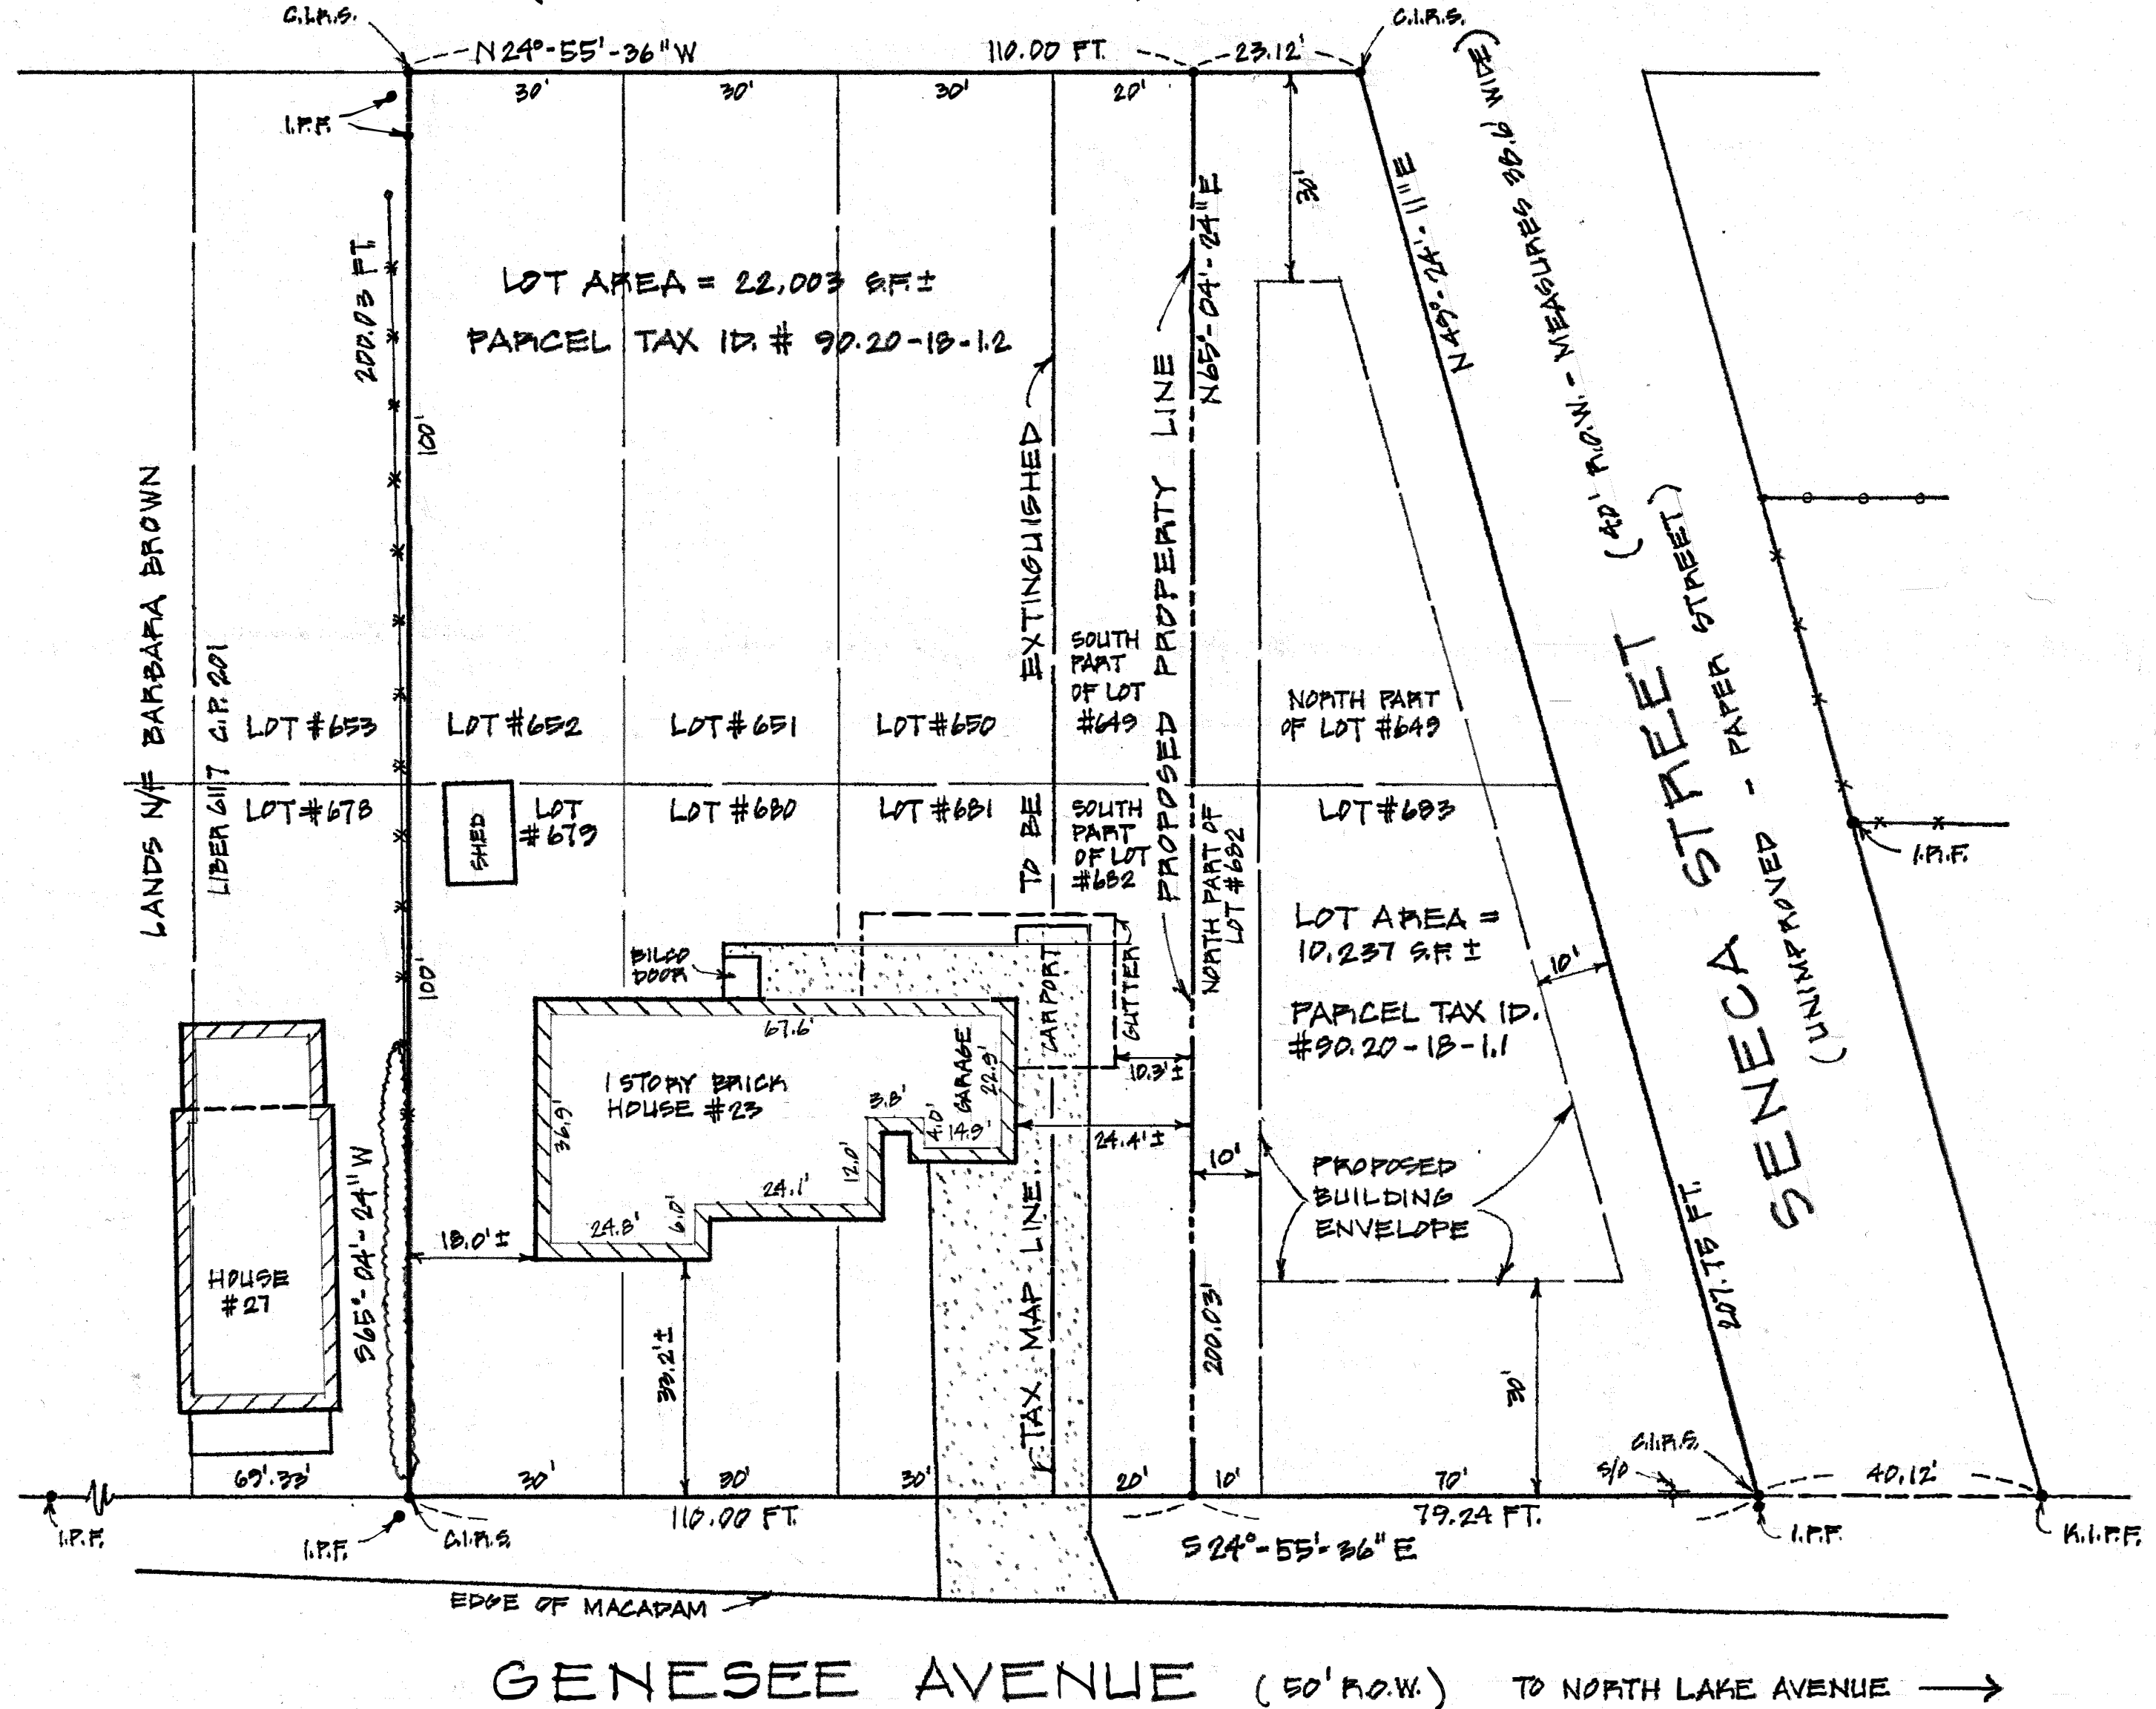 C.I.R.S.
N24°-55'-36"W
110.00 FT.
23.12'
C.I.R.S.
30'
30'
30'
20'
I.P.F.
30'
200.03 FT.
100'
LOT AREA = 22,003 S.F.±
PARCEL TAX ID. # 90.20-18-1.2
N65°-04'-24"E
N49°-24'-11"E
(40' R.O.W. - MEASURES 38.6' WIDE)
SENECA STREET
(UNIMPROVED - PAPER STREET)
LANDS N/F BARBARA BROWN
LIBER 6117 C.P. 201
TAX MAP LINE TO BE EXTINGUISHED
PROPOSED PROPERTY LINE
SOUTH
PART
OF LOT
#649
NORTH PART
OF LOT #649
LOT #653
LOT #652
LOT #651
LOT #650
LOT #678
SHED
LOT
#679
LOT #680
LOT #681
SOUTH
PART
OF LOT
#682
NORTH PART OF
LOT #682
LOT #683
I.R.F.
LOT AREA =
10,237 S.F. ±
PARCEL TAX ID.
#90.20-18-1.1
10'
100'
BILCO
DOOR
CARPORT
GUTTER
67.6'
GARAGE
22.9'
10.3'±
1 STORY BRICK
HOUSE #23
36.9'
3.8'
4.0'
14.9'
12.0'
24.1'
6.0'
24.8'
24.4'±
10'
PROPOSED
BUILDING
ENVELOPE
18.0'±
S65°-04'-24"W
HOUSE
#27
33.2'±
200.03'
30'
207.75 FT.
69.33'
30'
30'
30'
20'
10'
70'
S/O
C.I.R.S.
40.12'
I.P.F.
I.P.F.
C.I.R.S.
110.00 FT.
79.24 FT.
S24°-55'-36"E
I.P.F.
K.I.P.F.
EDGE OF MACADAM
GENESEE AVENUE (50' R.O.W.) TO NORTH LAKE AVENUE